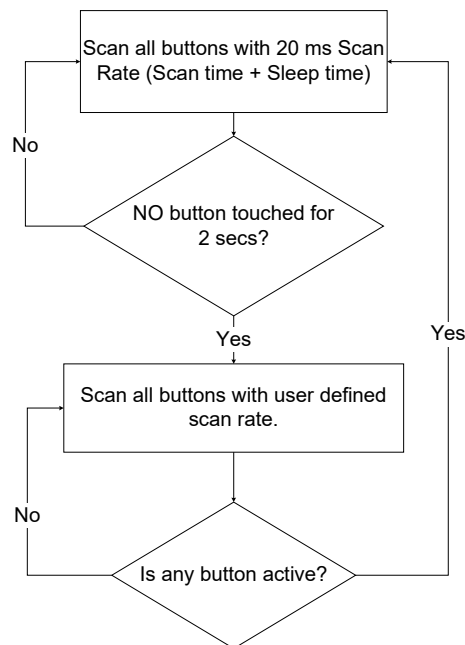 Scan all buttons with 20 ms Scan
Rate (Scan time + Sleep time)
No
NO button touched for
2 secs?
Yes
Yes
Scan all buttons with user defined
scan rate.
No
Is any button active?